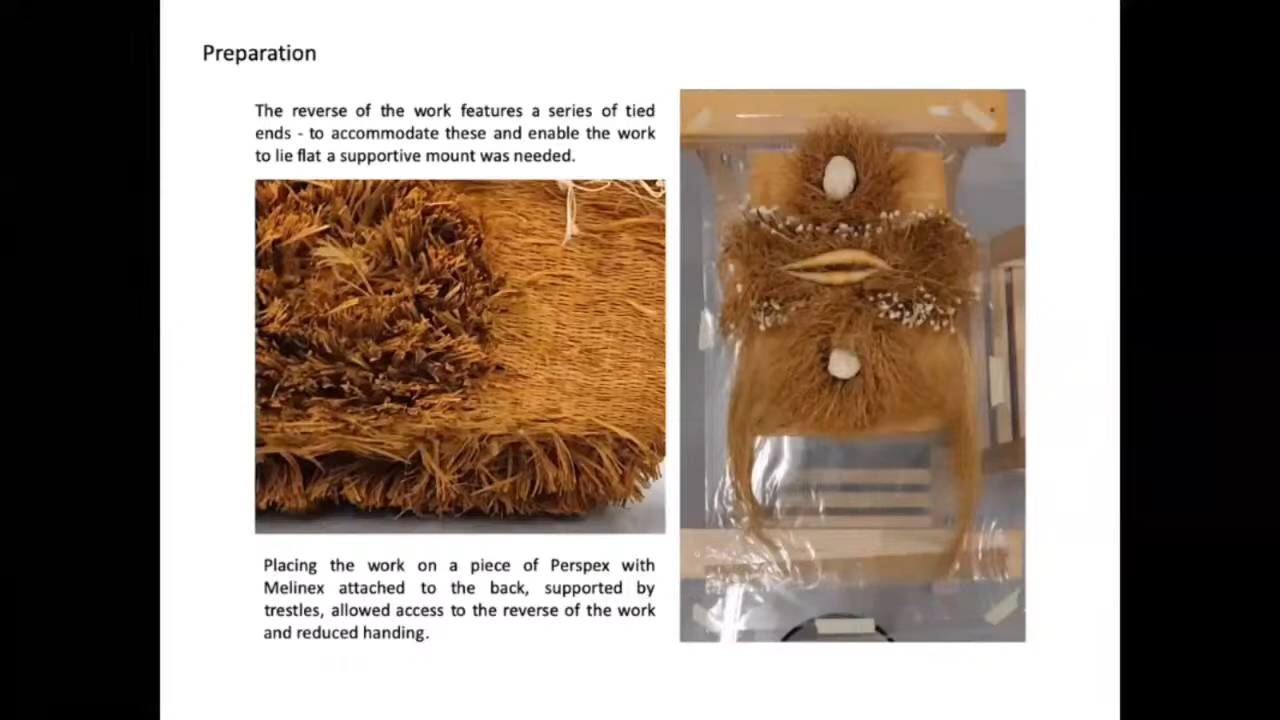 Preparation
The reverse of the work features a series of tied
ends - to accommodate these and enable the work
to lie flat a supportive mount was needed.
Placing the work on a piece of Perspex with
Melinex attached to the back, supported by
trestles, allowed access to the reverse of the work
and reduced handing.